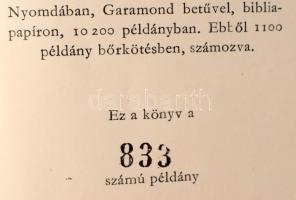 Nyomdában, Garamond betűvel, biblia-
papíron, 10 200 példányban. Ebből 1100
példány bőrkötésben, számozva.
Ez a könyv a
833
számú példány